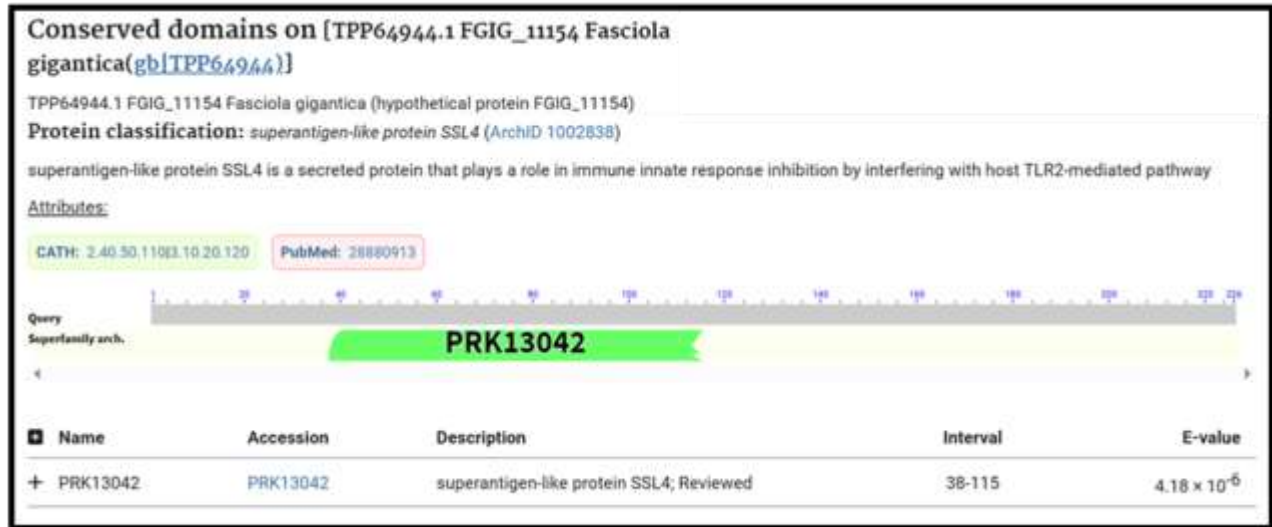 Conserved domains on [TPP64944.1 FGIG_11154 Fasciola
gigantica(gb|TPP64944)]
TPP64944.1 FGIG_11154 Fasciola gigantica (hypothetical protein FGIG_11154)
Protein classification: superantigen-like protein SSL4 (ArchID 1002838)
superantigen-like protein SSL4 is a secreted protein that plays a role in immune innate response inhibition by interfering with host TLR2-mediated pathway
Attributes:
CATH: 2.40.50.110|3.10.20.120 PubMed: 28880913
1 20 40 60 80 100 120 140 160 180 200 220
Query
Superfamily arch.
PRK13042
Name Accession Description Interval E-value
+ PRK13042 PRK13042 superantigen-like protein SSL4; Reviewed 38-115 4.18 × 10-6